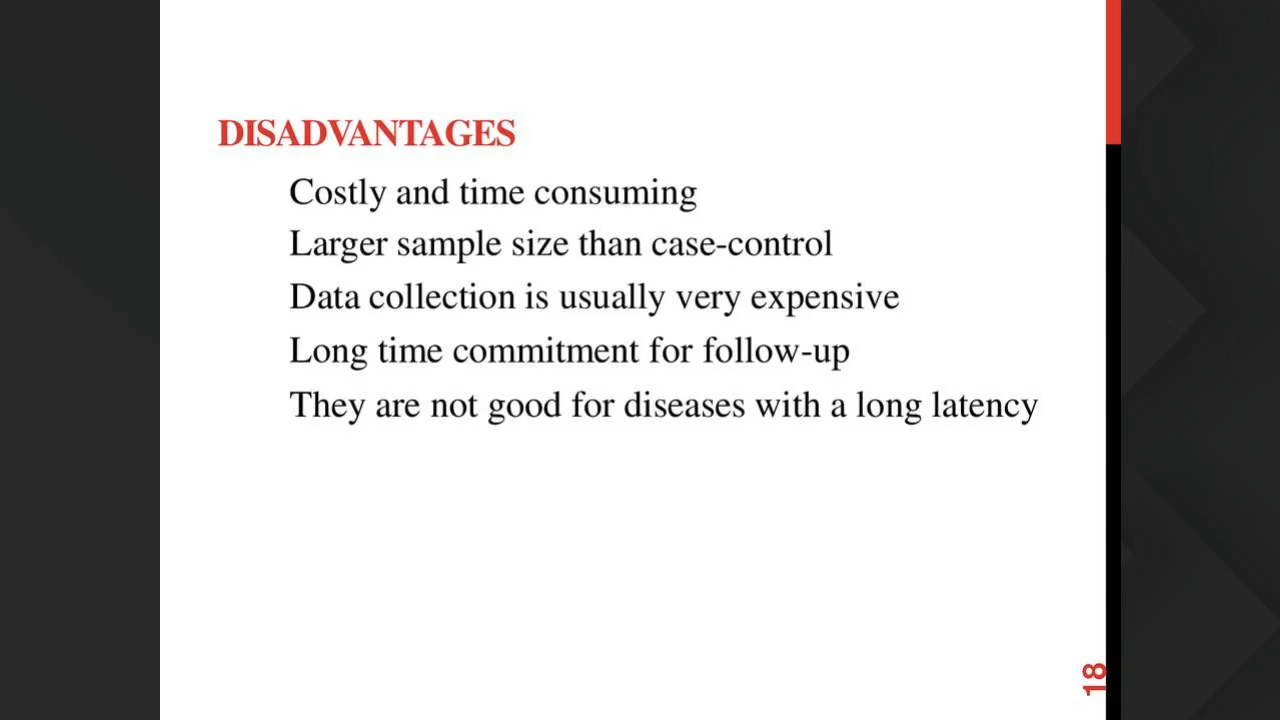 DISADVANTAGES
Costly and time consuming
Larger sample size than case-control
Data collection is usually very expensive
Long time commitment for follow-up
They are not good for diseases with a long latency
18